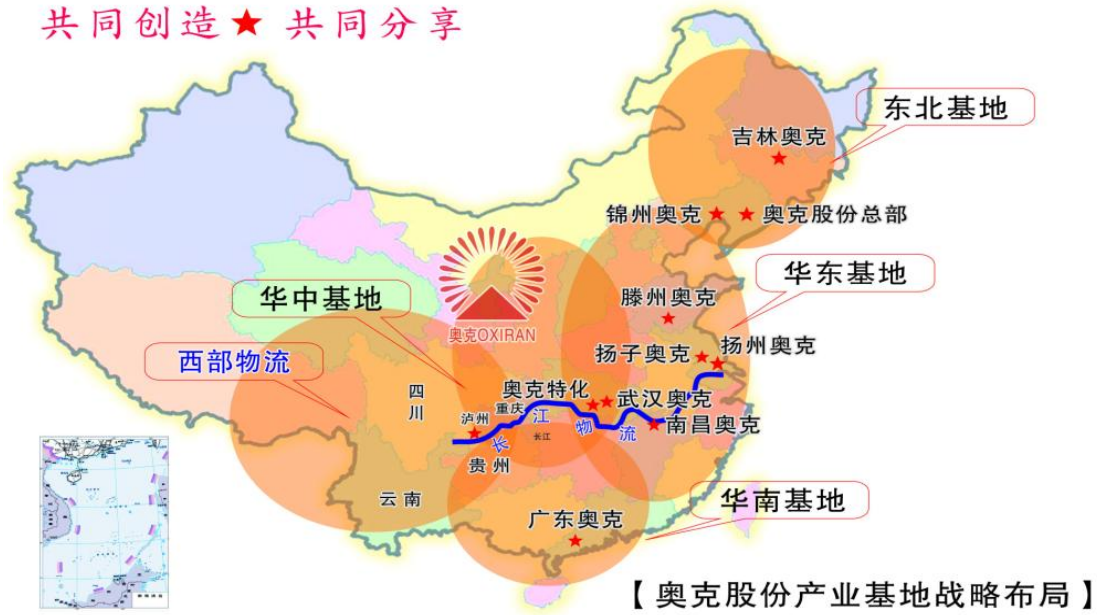 共同创造★ 共同分享
东北基地
吉林奥克
锦州奥克
奥克股份总部
华东基地
华中基地
滕州奥克
奥克OXIRAN
西部物流
扬子奥克
扬州奥克
四川
奥克特化
武汉奥克
泸州
重庆
南昌奥克
长江物流
长江
贵州
云南
华南基地
广东奥克
【奥克股份产业基地战略布局】